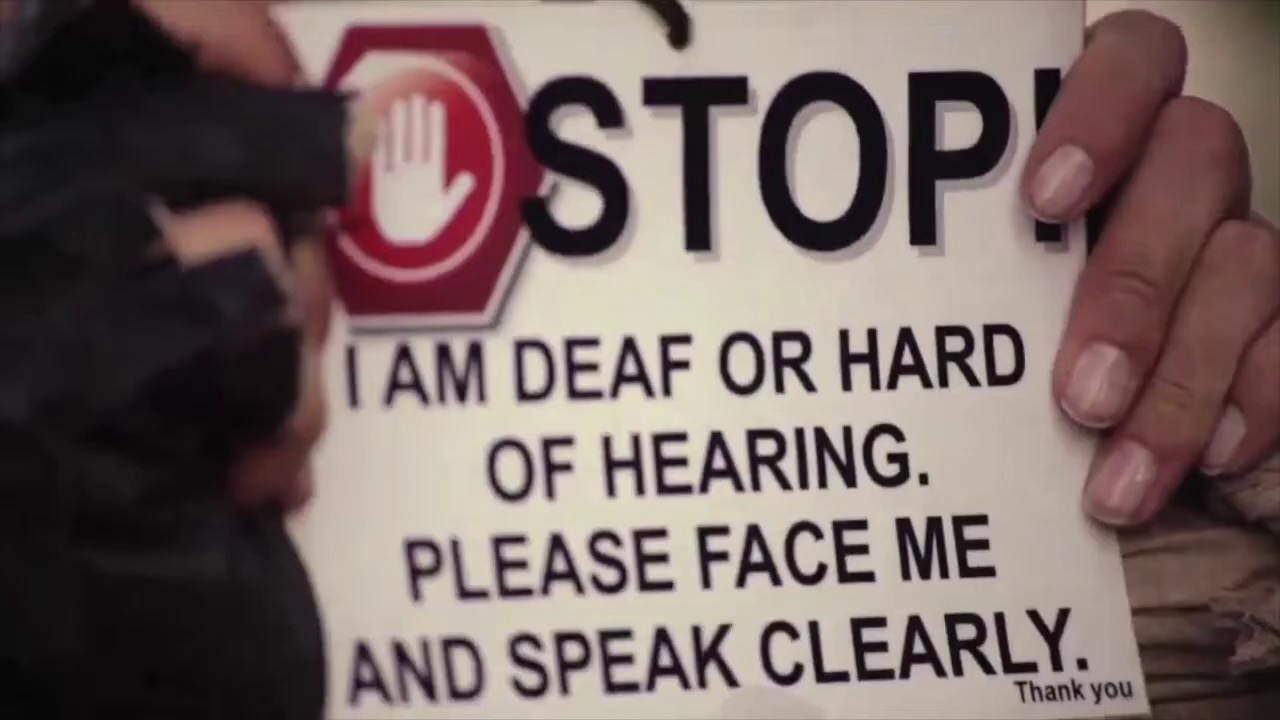 STOP!
I AM DEAF OR HARD
OF HEARING.
PLEASE FACE ME
AND SPEAK CLEARLY.
Thank you